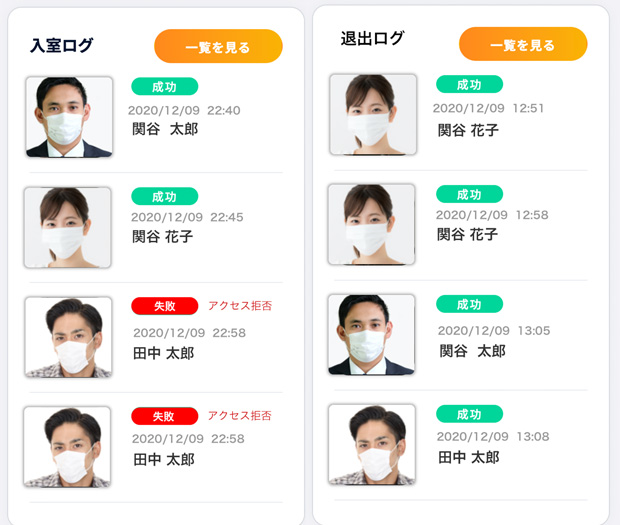 入室ログ
一覧を見る
成功
2020/12/09 22:40
関谷 太郎
成功
2020/12/09 22:45
関谷 花子
失敗 アクセス拒否
2020/12/09 22:58
田中 太郎
失敗 アクセス拒否
2020/12/09 22:58
田中 太郎
退出ログ
一覧を見る
成功
2020/12/09 12:51
関谷 花子
成功
2020/12/09 12:58
関谷 花子
成功
2020/12/09 13:05
関谷 太郎
成功
2020/12/09 13:08
田中 太郎